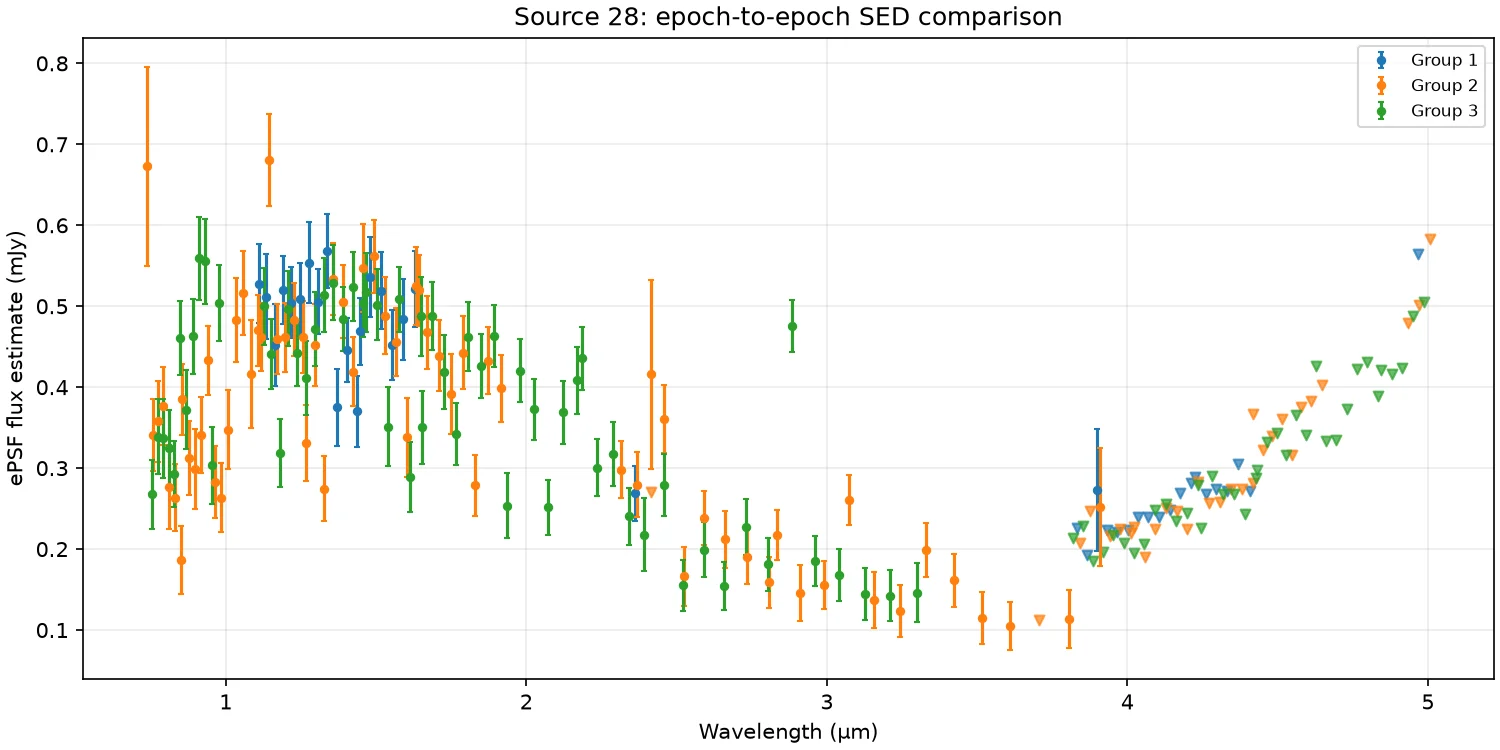 Source 28: epoch-to-epoch SED comparison
Group 1
Group 2
Group 3
ePSF flux estimate (mJy)
0.8
0.7
0.6
0.5
0.4
0.3
0.2
0.1
1 2 3 4 5
Wavelength (µm)